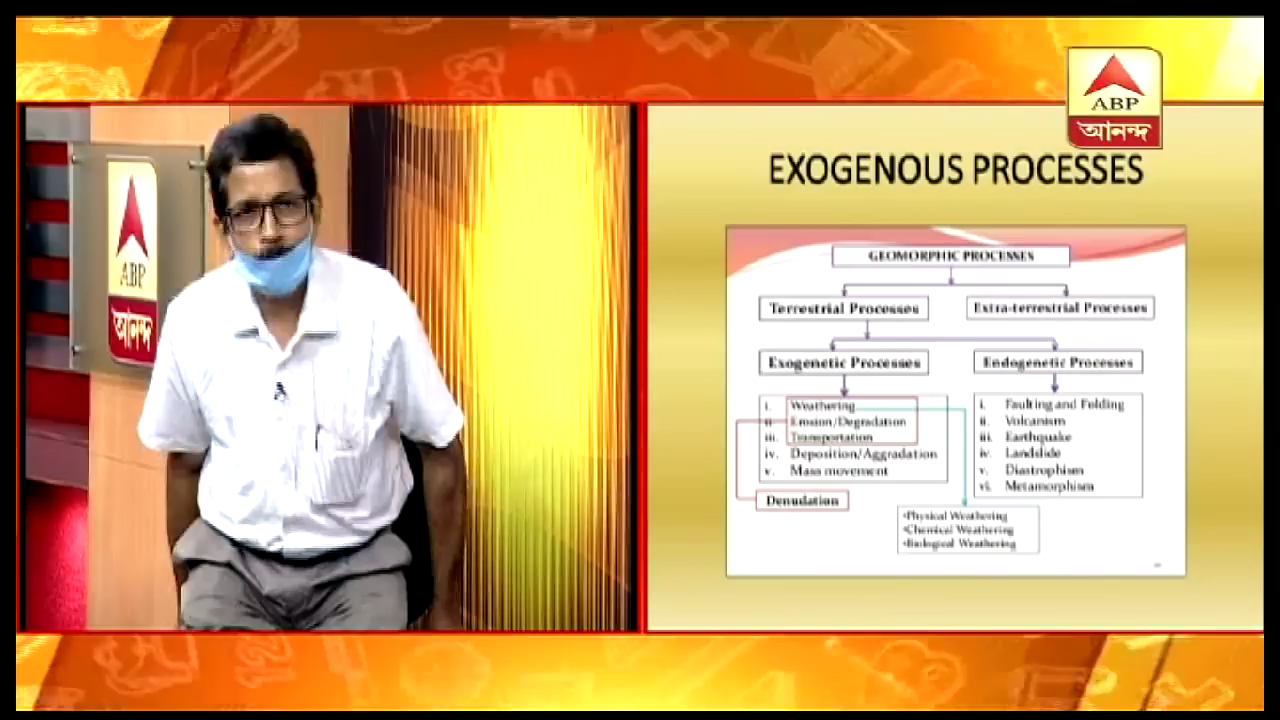 ABP
আনন্দ
ABP
আনন্দ
EXOGENOUS PROCESSES
GEOMORPHIC PROCESSES
Terrestrial Processes
Extra-terrestrial Processes
Exogenetic Processes
Endogenetic Processes
i. Weathering
ii. Erosion/Degradation
iii. Transportation
iv. Deposition/Aggradation
v. Mass movement
i. Faulting and Folding
ii. Volcanism
iii. Earthquake
iv. Landslide
v. Diastrophism
vi. Metamorphism
Denudation
•Physical Weathering
•Chemical Weathering
•Biological Weathering